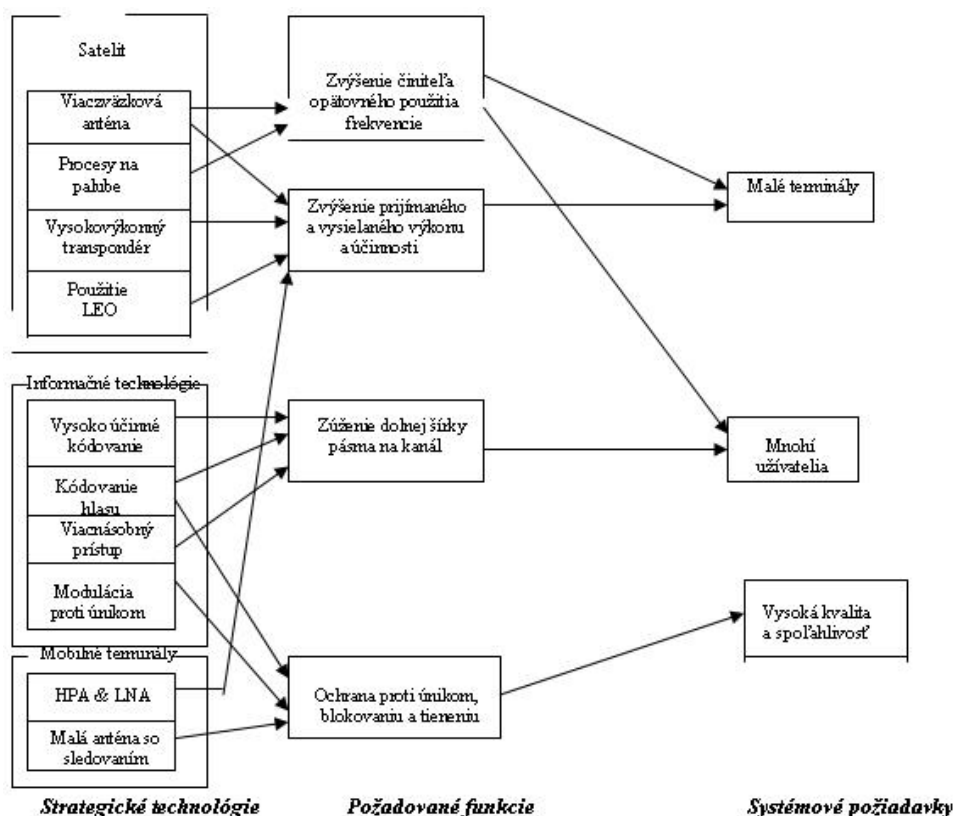 Satelit
Viaczväzková
anténa
Procesy na
palube
Vysokovýkonný
transpondér
Použitie
LEO
Informačné technológie
Vysoko účinné
kódovanie
Kódovanie
hlasu
Viacnásobný
prístup
Modulácia
proti únikom
Mobilné terminály
HPA & LNA
Malá anténa so
sledovaním
Strategické technológie
Zvýšenie činiteľa
opätovného použitia
frekvencie
Zvýšenie prijímaného
a vysielaného výkonu
a účinnosti
Zúženie dolnej šírky
pásma na kanál
Ochrana proti únikom,
blokovaniu a tieneniu
Požadované funkcie
Malé terminály
Mnohí
užívatelia
Vysoká kvalita
a spoľahlivosť
Systémové požiadavky